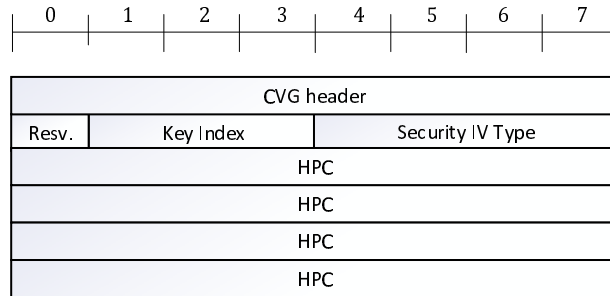 0 1 2 3 4 5 6 7
CVG header
Resv. Key Index Security IV Type
HPC
HPC
HPC
HPC